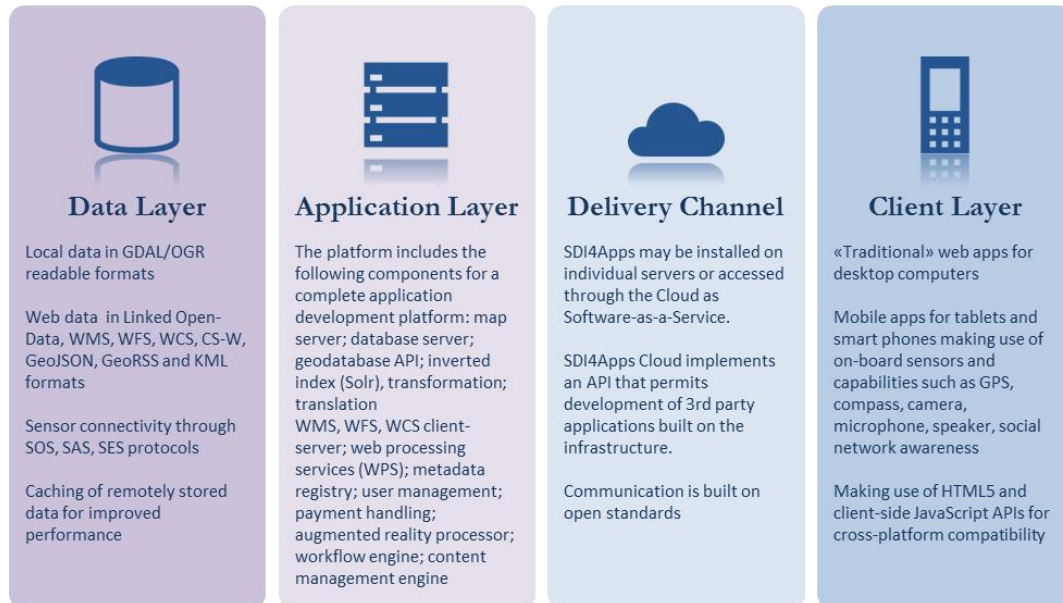 Data Layer
Local data in GDAL/OGR
readable formats
Web data in Linked Open-
Data, WMS, WFS, WCS, CS-W,
GeoJSON, GeoRSS and KML
formats
Sensor connectivity through
SOS, SAS, SES protocols
Caching of remotely stored
data for improved
performance
Application Layer
The platform includes the
following components for a
complete application
development platform: map
server; database server;
geodatabase API; inverted
index (Solr), transformation;
translation
WMS, WFS, WCS client-
server; web processing
services (WPS); metadata
registry; user management;
payment handling;
augmented reality processor;
workflow engine; content
management engine
Delivery Channel
SDI4Apps may be installed on
individual servers or accessed
through the Cloud as
Software-as-a-Service.
SDI4Apps Cloud implements
an API that permits
development of 3rd party
applications built on the
infrastructure.
Communication is built on
open standards
Client Layer
«Traditional» web apps for
desktop computers
Mobile apps for tablets and
smart phones making use of
on-board sensors and
capabilities such as GPS,
compass, camera,
microphone, speaker, social
network awareness
Making use of HTML5 and
client-side JavaScript APIs for
cross-platform compatibility